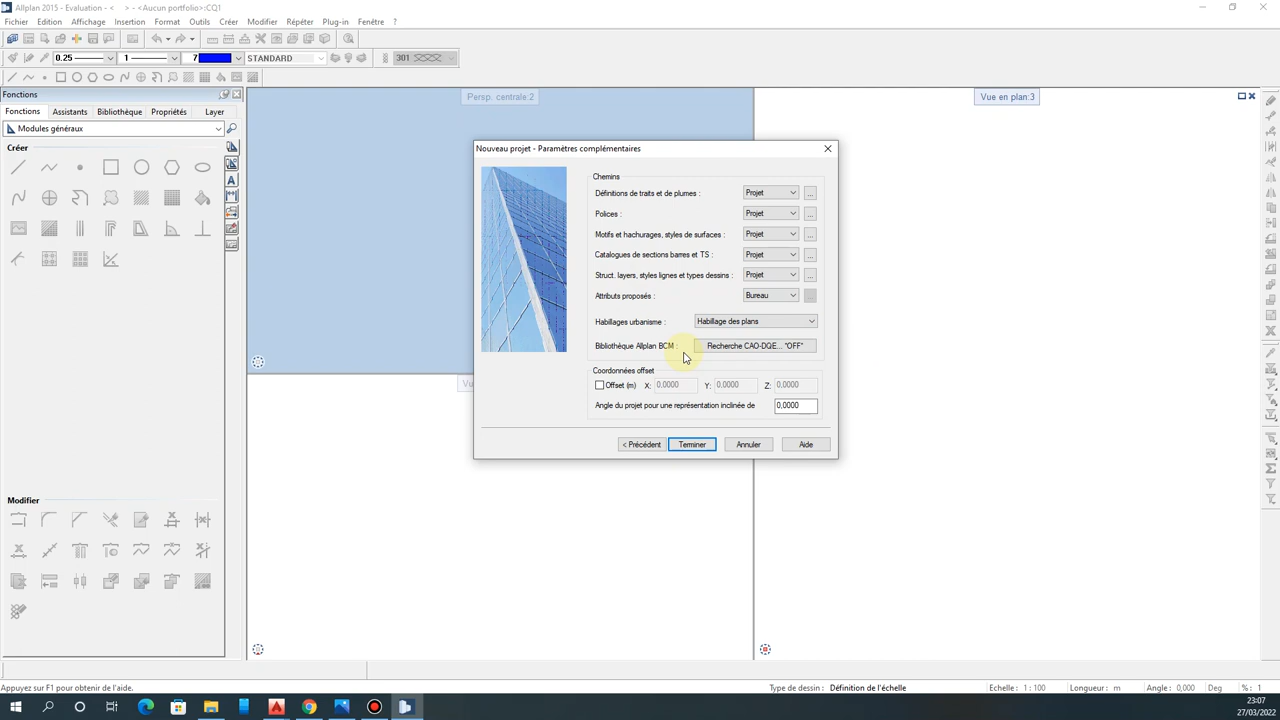 Allplan 2015 - Evaluation - < > - <Aucun portfolio>:CQ1
Fichier Edition Affichage Insertion Format Outils Créer Modifier Répéter Plug-in Fenêtre ?
0.25 1 7 STANDARD 301
Fonctions
Fonctions Assistants Bibliothèque Propriétés Layer
Modules généraux
Créer
Modifier
Persp. centrale:2
Vue en plan:3
Vu
Nouveau projet - Paramètres complémentaires
Chemins
Définitions de traits et de plumes : Projet ...
Polices : Projet ...
Motifs et hachurages, styles de surfaces : Projet ...
Catalogues de sections barres et TS : Projet ...
Struct. layers, styles lignes et types dessins : Projet ...
Attributs proposés : Bureau ...
Habillages urbanisme : Habillage des plans
Bibliothèque Allplan BCM : Recherche CAO-DQE... "OFF"
Coordonnées offset
Offset (m) X: 0.0000 Y: 0.0000 Z: 0.0000
Angle du projet pour une représentation inclinée de 0,0000
< Précédent Terminer Annuler Aide
Appuyez sur F1 pour obtenir de l'aide. Type de dessin : Définition de l'échelle Echelle : 1 : 100 Longueur : m Angle : 0,000 Deg % : 1
23:07
27/03/2022